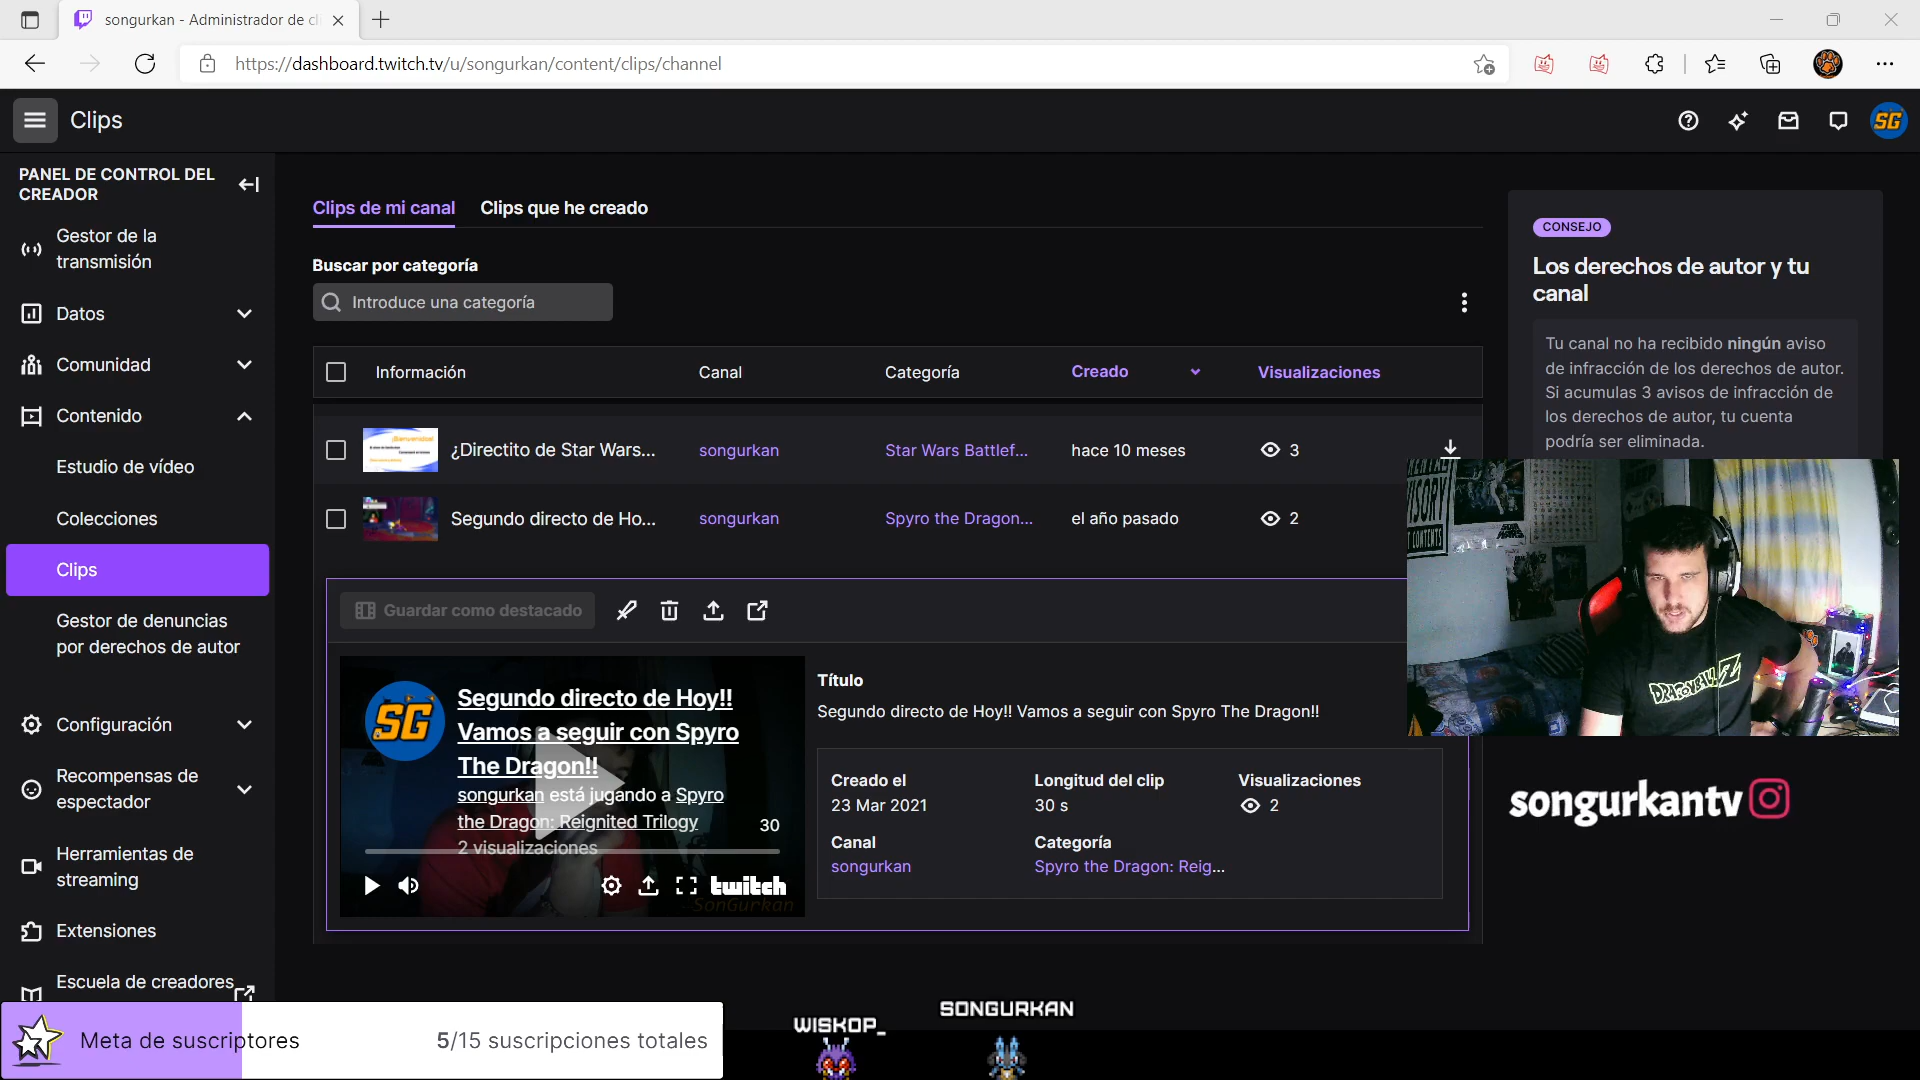 songurkan - Administrador de cl
https://dashboard.twitch.tv/u/songurkan/content/clips/channel
Clips
SG
PANEL DE CONTROL DEL
CREADOR
Gestor de la
transmisión
Datos
Comunidad
Contenido
Estudio de vídeo
Colecciones
Clips
Gestor de denuncias
por derechos de autor
Configuración
Recompensas de
espectador
Herramientas de
streaming
Extensiones
Escuela de creadores
Clips de mi canal
Clips que he creado
Buscar por categoría
Introduce una categoría
Información
Canal
Categoría
Creado
Visualizaciones
¡Bienvenidos!
¿Directito de Star Wars...
songurkan
Star Wars Battlef...
hace 10 meses
3
Segundo directo de Ho...
songurkan
Spyro the Dragon...
el año pasado
2
Guardar como destacado
SG
Segundo directo de Hoy!!
Vamos a seguir con Spyro
The Dragon!!
songurkan está jugando a Spyro
the Dragon: Reignited Trilogy
2 visualizaciones
30
twitch
SonGurkan
Título
Segundo directo de Hoy!! Vamos a seguir con Spyro The Dragon!!
Creado el
23 Mar 2021
Longitud del clip
30 s
Visualizaciones
2
Canal
songurkan
Categoría
Spyro the Dragon: Reig...
CONSEJO
Los derechos de autor y tu
canal
Tu canal no ha recibido ningún aviso
de infracción de los derechos de autor.
Si acumulas 3 avisos de infracción de
los derechos de autor, tu cuenta
podría ser eliminada.
DRAGONBALL Z
songurkantv
Meta de suscriptores
5/15 suscripciones totales
WISKOP_
SONGURKAN